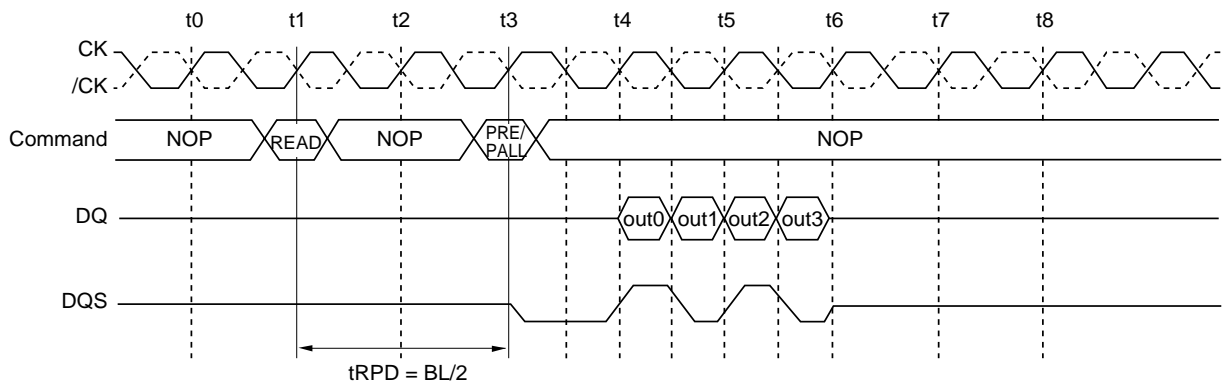 t0 t1 t2 t3 t4 t5 t6 t7 t8
CK
/CK
Command NOP READ NOP PRE/ PALL NOP
DQ out0 out1 out2 out3
DQS
tRPD = BL/2